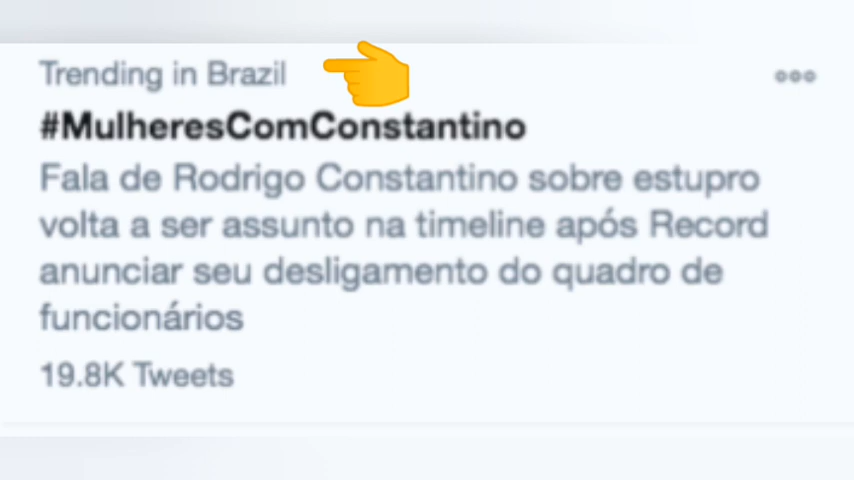 Trending in Brazil
#MulheresComConstantino
Fala de Rodrigo Constantino sobre estupro
volta a ser assunto na timeline após Record
anunciar seu desligamento do quadro de
funcionários
19.8K Tweets